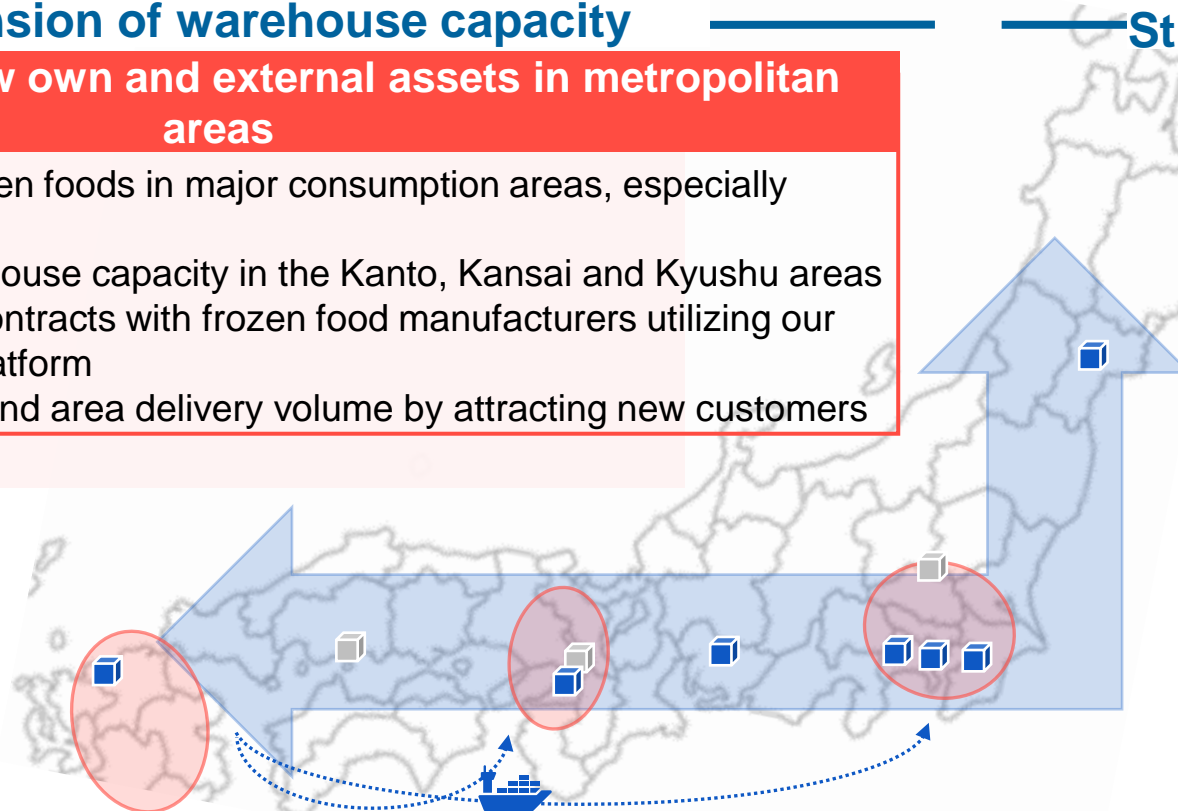 sion of warehouse capacity
St
w own and external assets in metropolitan
areas
en foods in major consumption areas, especially
ouse capacity in the Kanto, Kansai and Kyushu areas
ontracts with frozen food manufacturers utilizing our
atform
nd area delivery volume by attracting new customers